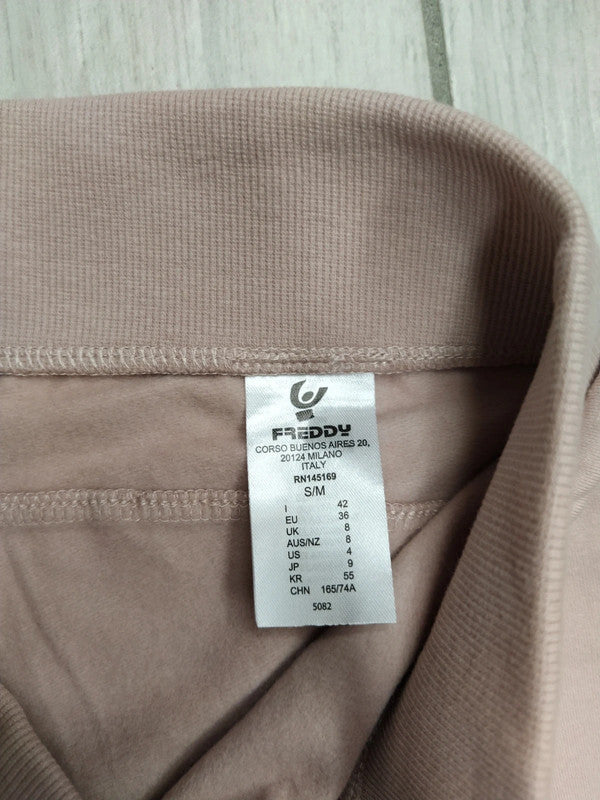 FREDDY
CORSO BUENOS AIRES 20,
20124 MILANO
ITALY
RN145169
S/M
I 42
EU 36
UK 8
AUS/NZ 8
US 4
JP 9
KR 55
CHN 165/74A
5082